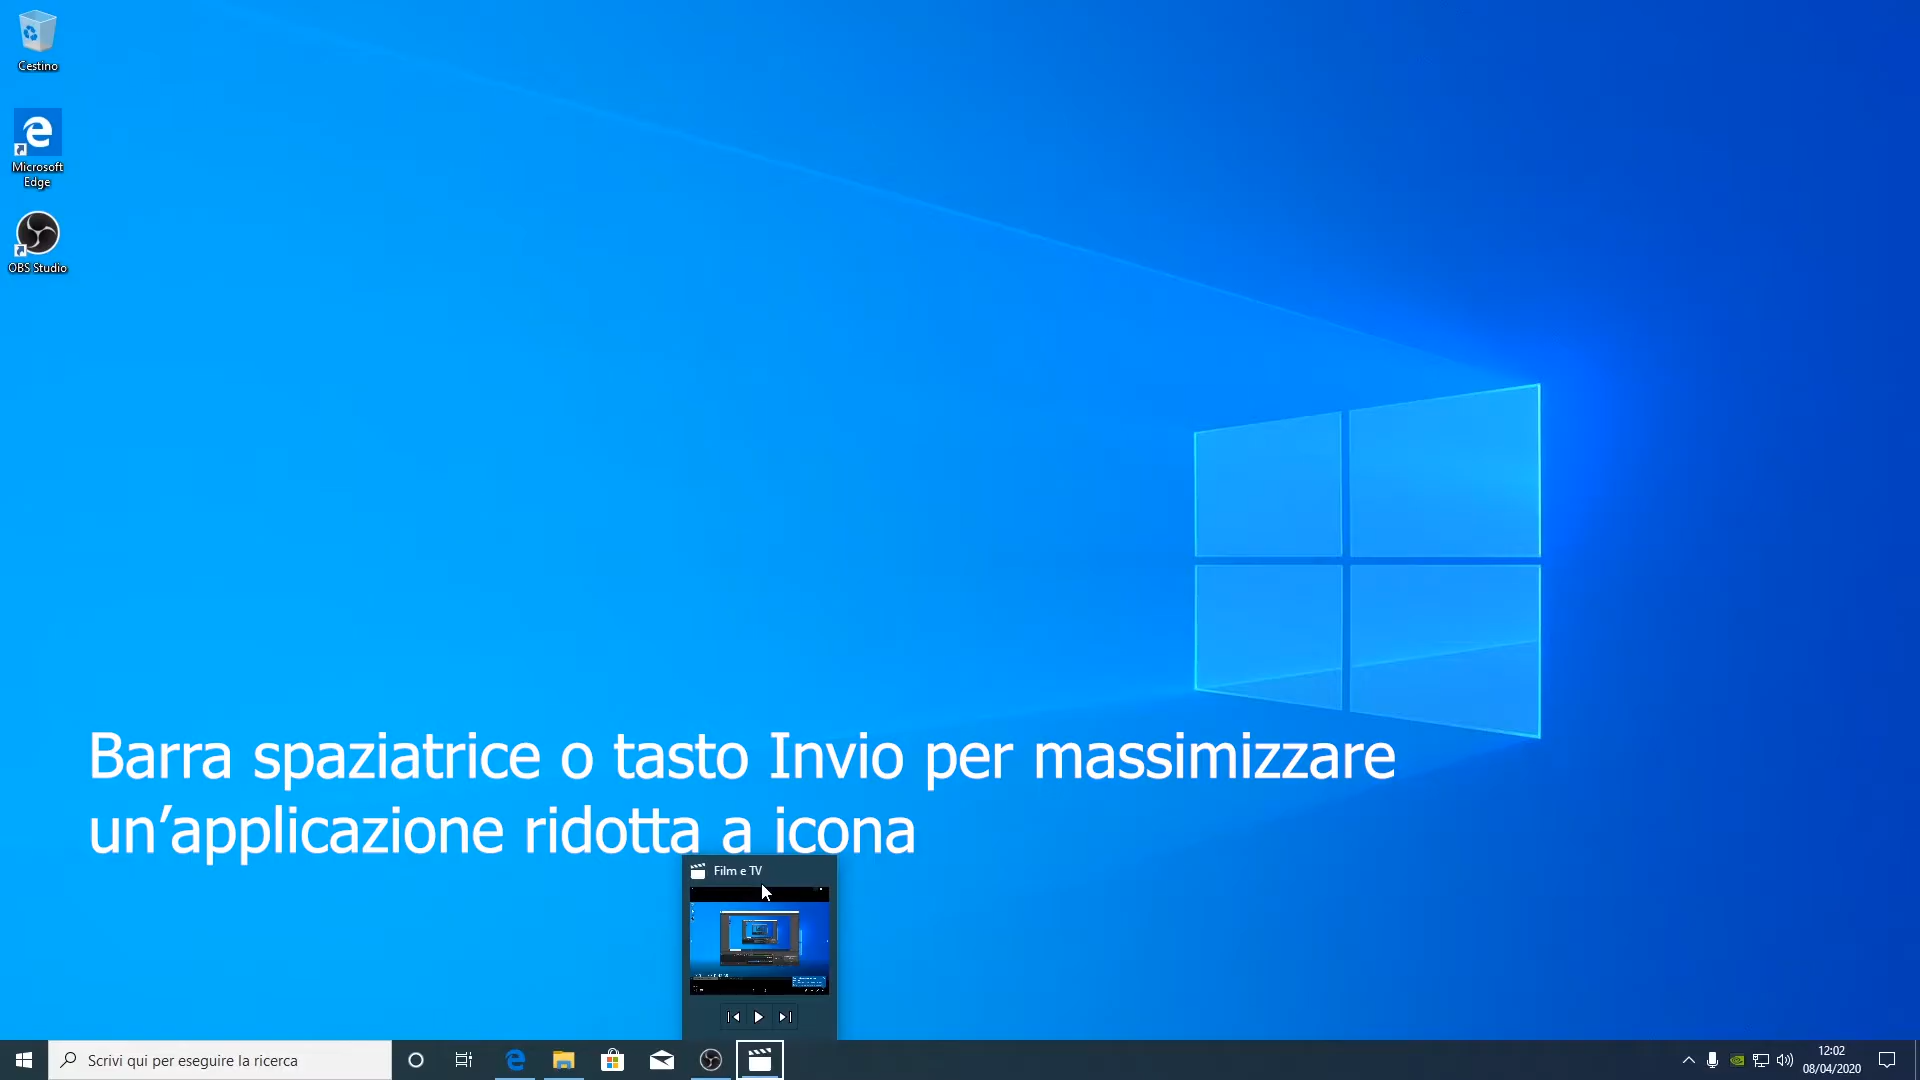 Cestino
Microsoft
Edge
OBS Studio
Barra spaziatrice o tasto Invio per massimizzare
un’applicazione ridotta a icona
Film e TV
Scrivi qui per eseguire la ricerca
12:02
08/04/2020